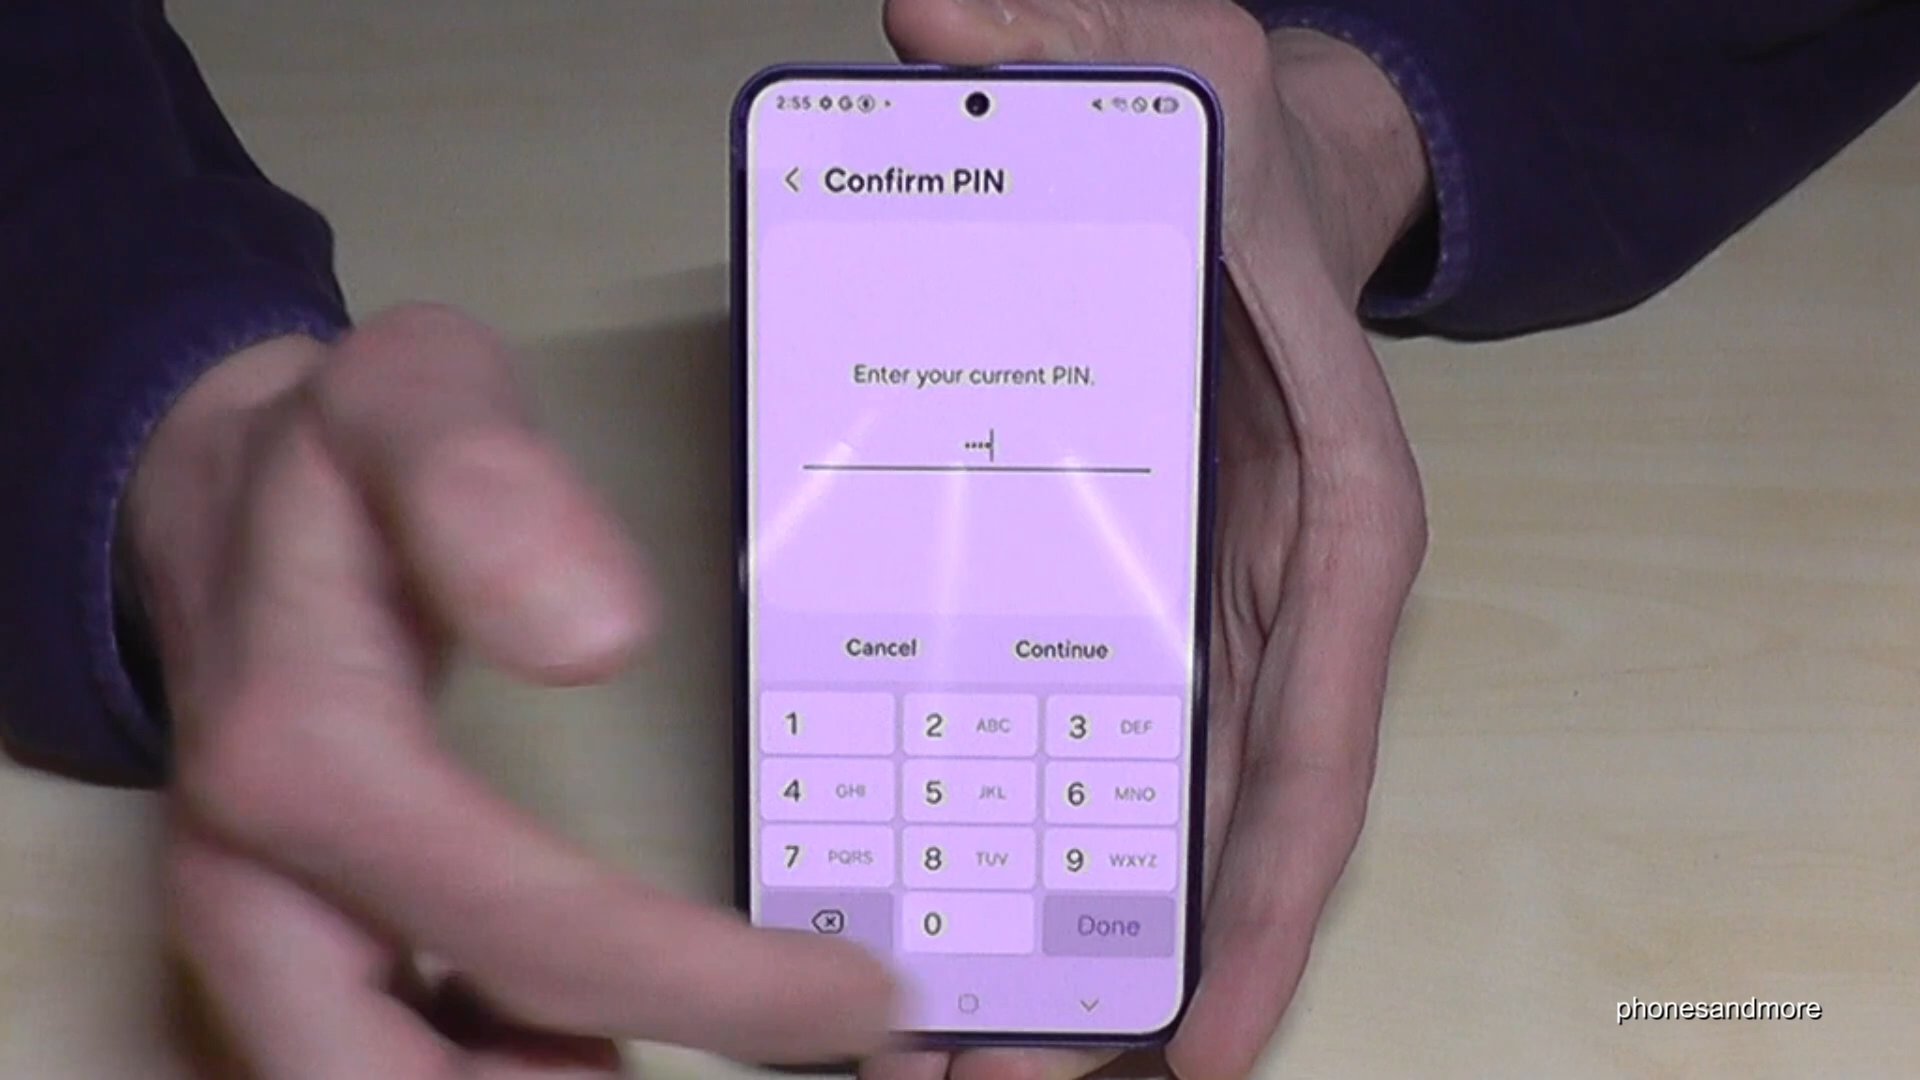 2:55
Confirm PIN
Enter your current PIN.
••••
Cancel Continue
1 2 ABC 3 DEF
4 GHI 5 JKL 6 MNO
7 PQRS 8 TUV 9 WXYZ
0 Done
phonesandmore